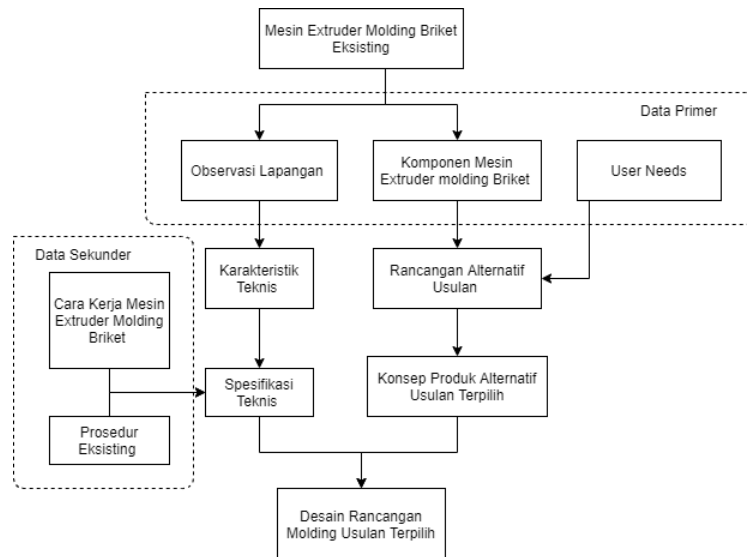 Mesin Extruder Molding Briket
Eksisting
Data Primer
Observasi Lapangan
Komponen Mesin
Extruder molding Briket
User Needs
Data Sekunder
Cara Kerja Mesin
Extruder Molding
Briket
Karakteristik
Teknis
Rancangan Alternatif
Usulan
Spesifikasi
Teknis
Konsep Produk Alternatif
Usulan Terpilih
Prosedur
Eksisting
Desain Rancangan
Molding Usulan Terpilih